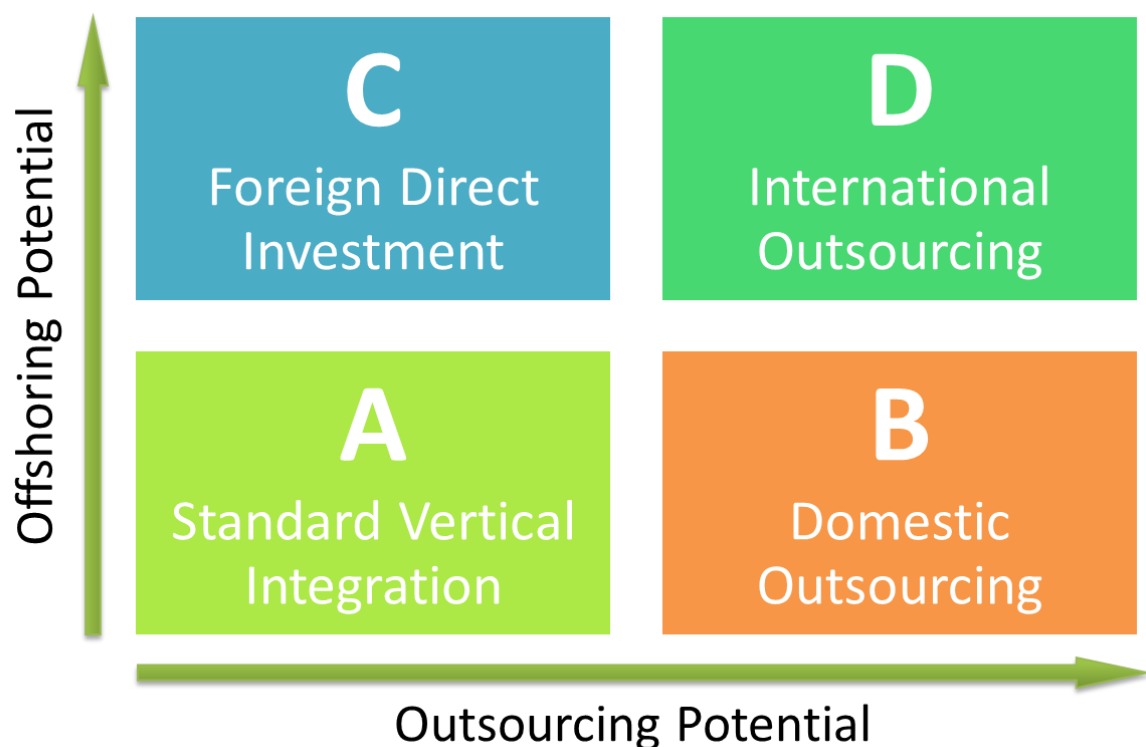 Offshoring Potential
C
Foreign Direct
Investment
D
International
Outsourcing
A
Standard Vertical
Integration
B
Domestic
Outsourcing
Outsourcing Potential